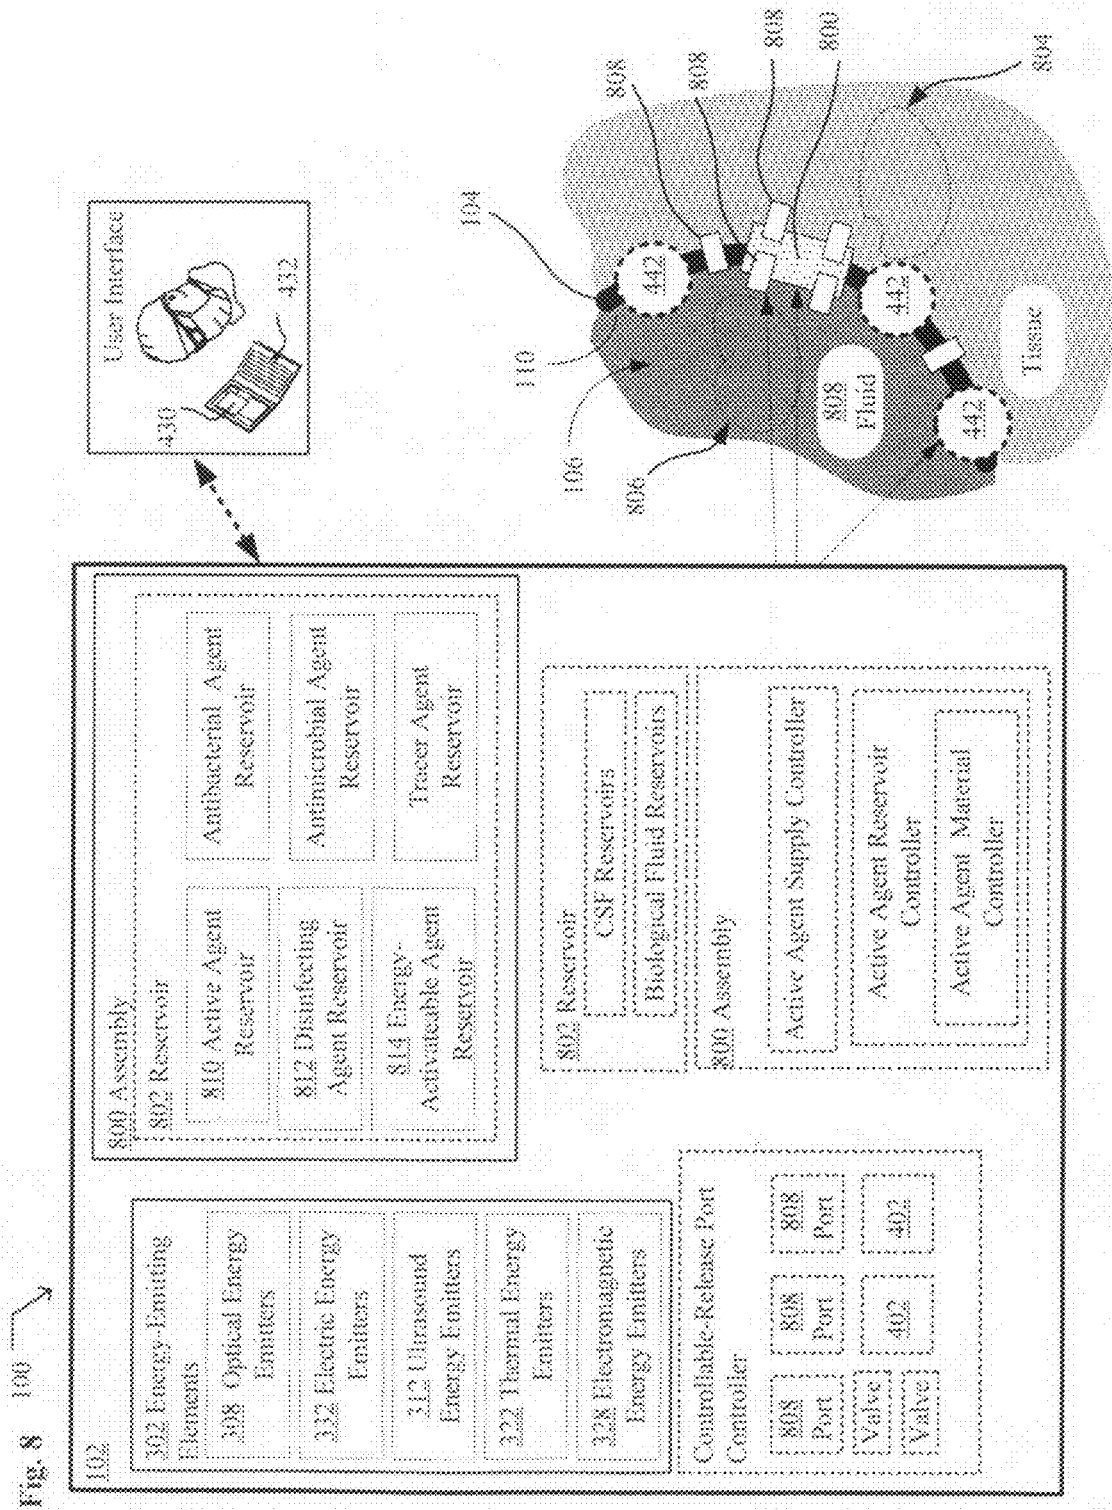 Fig. 8
100
102
302 Energy-Emitting
Elements
308 Optical Energy
Emitters
332 Electric Energy
Emitters
312 Ultrasound
Energy Emitters
322 Thermal Energy
Emitters
328 Electromagnetic
Energy Emitters
800 Assembly
802 Reservoir
810 Active Agent
Reservoir
812 Disinfecting
Agent Reservoir
814 Energy-
Activateable Agent
Reservoir
Antibacterial Agent
Reservoir
Antimicrobial Agent
Reservoir
Tracer Agent
Reservoir
Controllable-Release Port
Controller
808
Port
808
Port
808
Port
Valve
Valve
402
402
802 Reservoir
CSF Reservoirs
Biological Fluid Reservoirs
800 Assembly
Active Agent Supply Controller
Active Agent Reservoir
Controller
Active Agent Material
Controller
User Interface
430
432
104
110
106
806
808
808
808
800
804
442
442
442
808
Fluid
Tissue